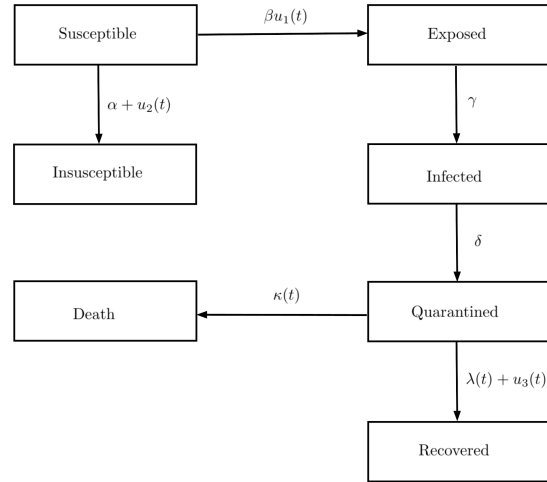 Susceptible
βu₁(t)
Exposed
α + u₂(t)
γ
Insusceptible
Infected
δ
Death
κ(t)
Quarantined
λ(t) + u₃(t)
Recovered